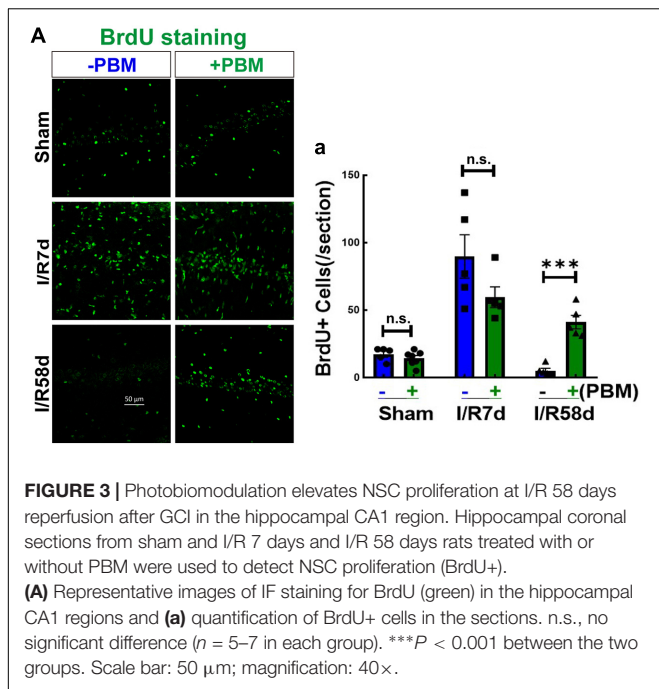 A
BrdU staining
-PBM +PBM
Sham
I/R7d
I/R58d
50 μm
a
BrdU+ Cells(/section)
150
100
50
0
n.s.
n.s.
***
- + - + - +(PBM)
Sham I/R7d I/R58d
FIGURE 3 | Photobiomodulation elevates NSC proliferation at I/R 58 days
reperfusion after GCI in the hippocampal CA1 region. Hippocampal coronal
sections from sham and I/R 7 days and I/R 58 days rats treated with or
without PBM were used to detect NSC proliferation (BrdU+).
(A) Representative images of IF staining for BrdU (green) in the hippocampal
CA1 regions and (a) quantification of BrdU+ cells in the sections. n.s., no
significant difference (n = 5–7 in each group). ***P < 0.001 between the two
groups. Scale bar: 50 μm; magnification: 40×.